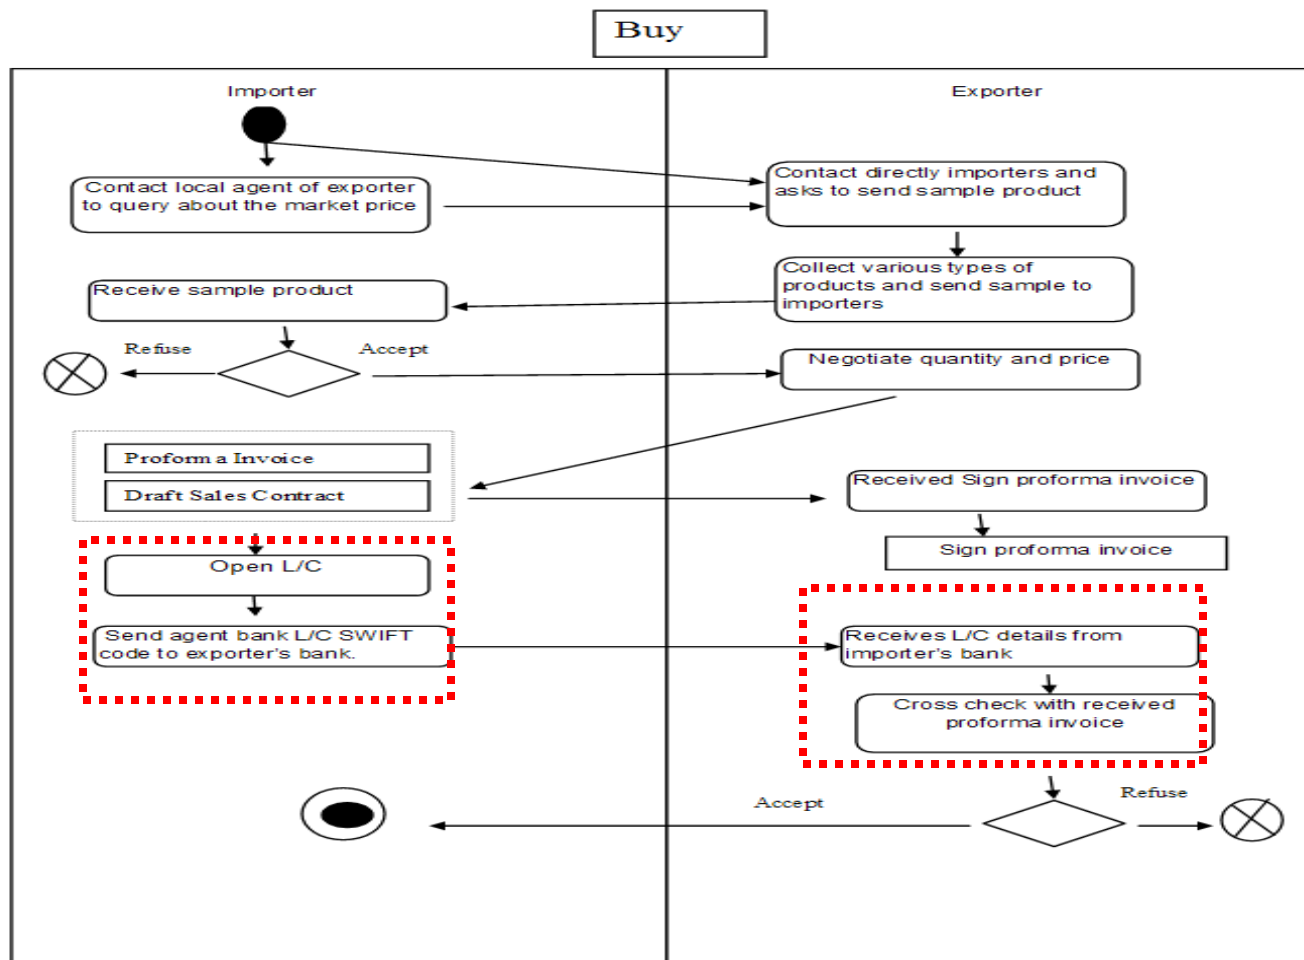 Buy
Importer
Exporter
Contact local agent of exporter
to query about the market price
Contact directly importers and
asks to send sample product
Collect various types of
products and send sample to
importers
Receive sample product
Refuse
Accept
Negotiate quantity and price
Proforma Invoice
Draft Sales Contract
Received Sign proforma invoice
Sign proforma invoice
Open L/C
Send agent bank L/C SWIFT
code to exporter's bank.
Receives L/C details from
importer's bank
Cross check with received
proforma invoice
Accept
Refuse